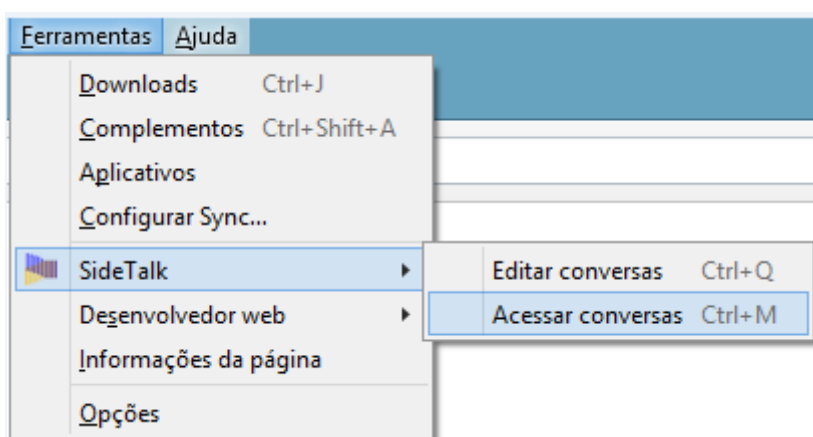 Ferramentas Ajuda
Downloads Ctrl+J
Complementos Ctrl+Shift+A
Aplicativos
Configurar Sync...
SideTalk
Editar conversas Ctrl+Q
Desenvolvedor web
Acessar conversas Ctrl+M
Informações da página
Opções